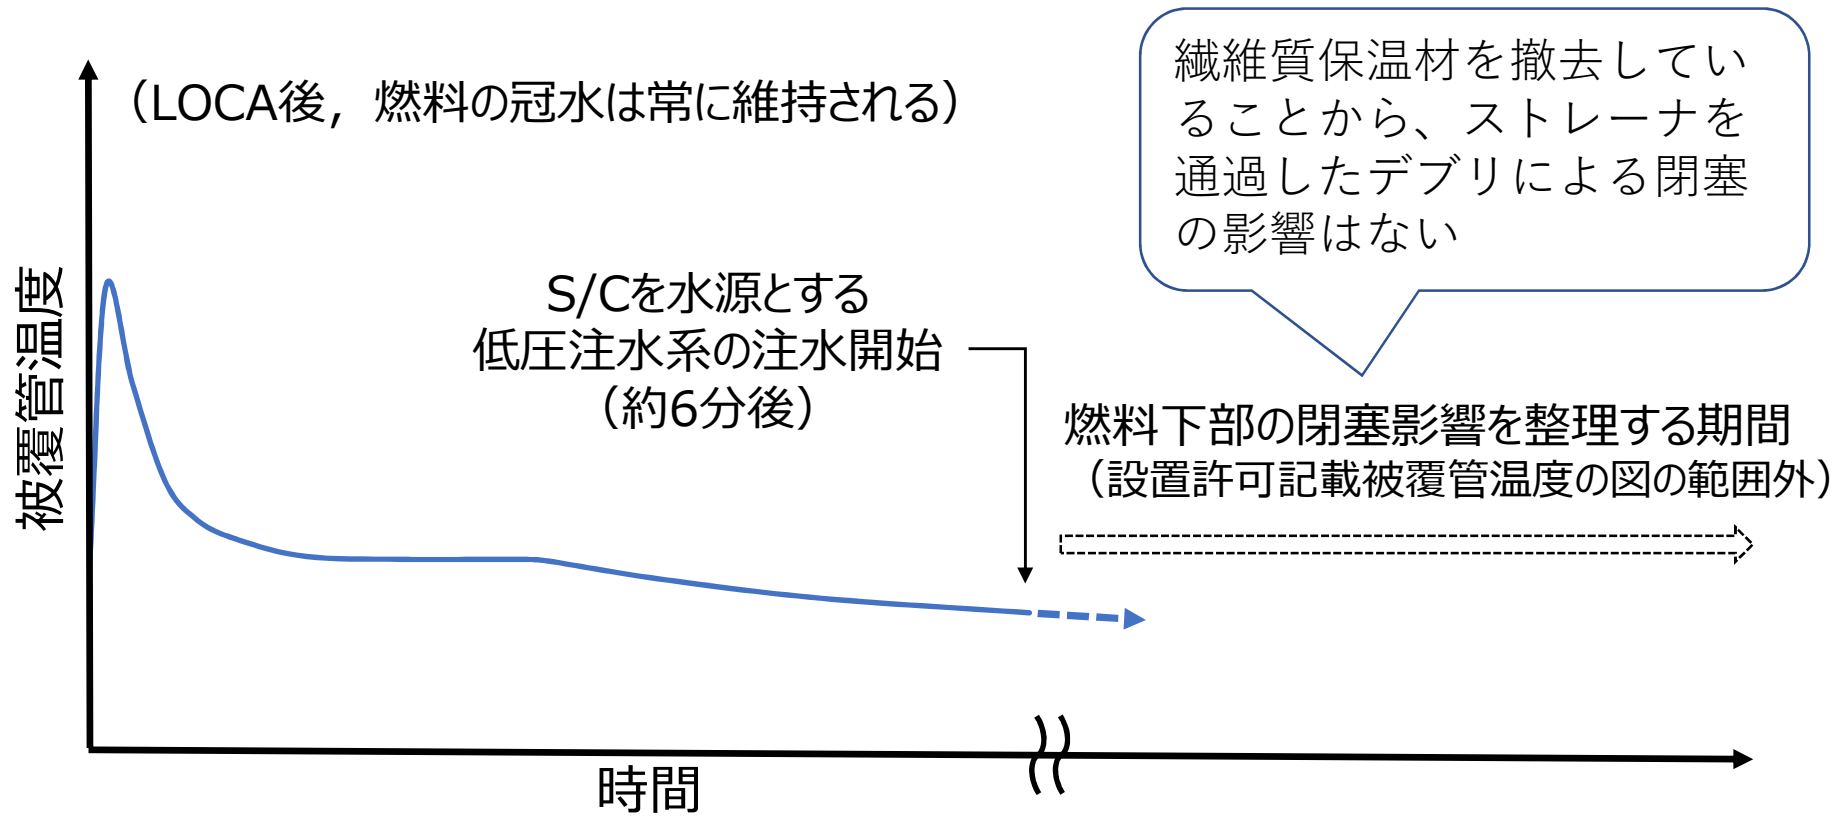 （LOCA後，燃料の冠水は常に維持される）
繊維質保温材を撤去してい
ることから、ストレーナを
通過したデブリによる閉塞
の影響はない
S/Cを水源とする
低圧注水系の注水開始
（約6分後）
燃料下部の閉塞影響を整理する期間
（設置許可記載被覆管温度の図の範囲外）
被覆管温度
時間